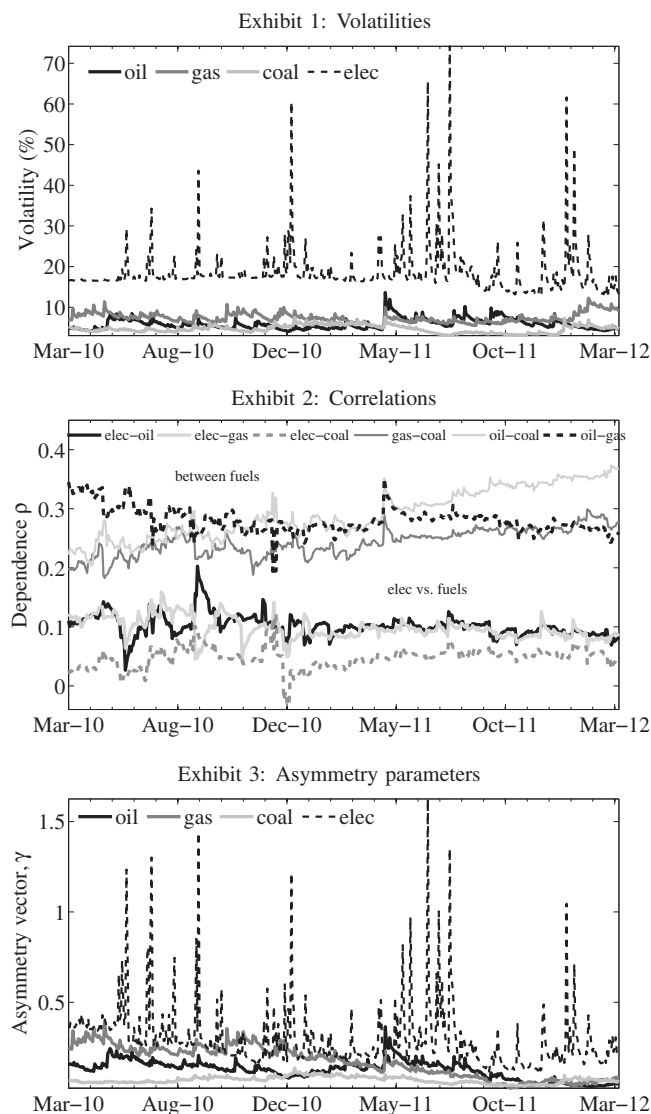 Exhibit 1: Volatilities
70
60
50
40
30
20
10
Volatility (%)
oil gas coal elec
Mar-10 Aug-10 Dec-10 May-11 Oct-11 Mar-12
Exhibit 2: Correlations
elec-oil elec-gas elec-coal gas-coal oil-coal oil-gas
0.4
0.3
0.2
0.1
0
Dependence ρ
between fuels
elec vs. fuels
Mar-10 Aug-10 Dec-10 May-11 Oct-11 Mar-12
Exhibit 3: Asymmetry parameters
oil gas coal elec
1.5
1
0.5
Asymmetry vector, γ
Mar-10 Aug-10 Dec-10 May-11 Oct-11 Mar-12